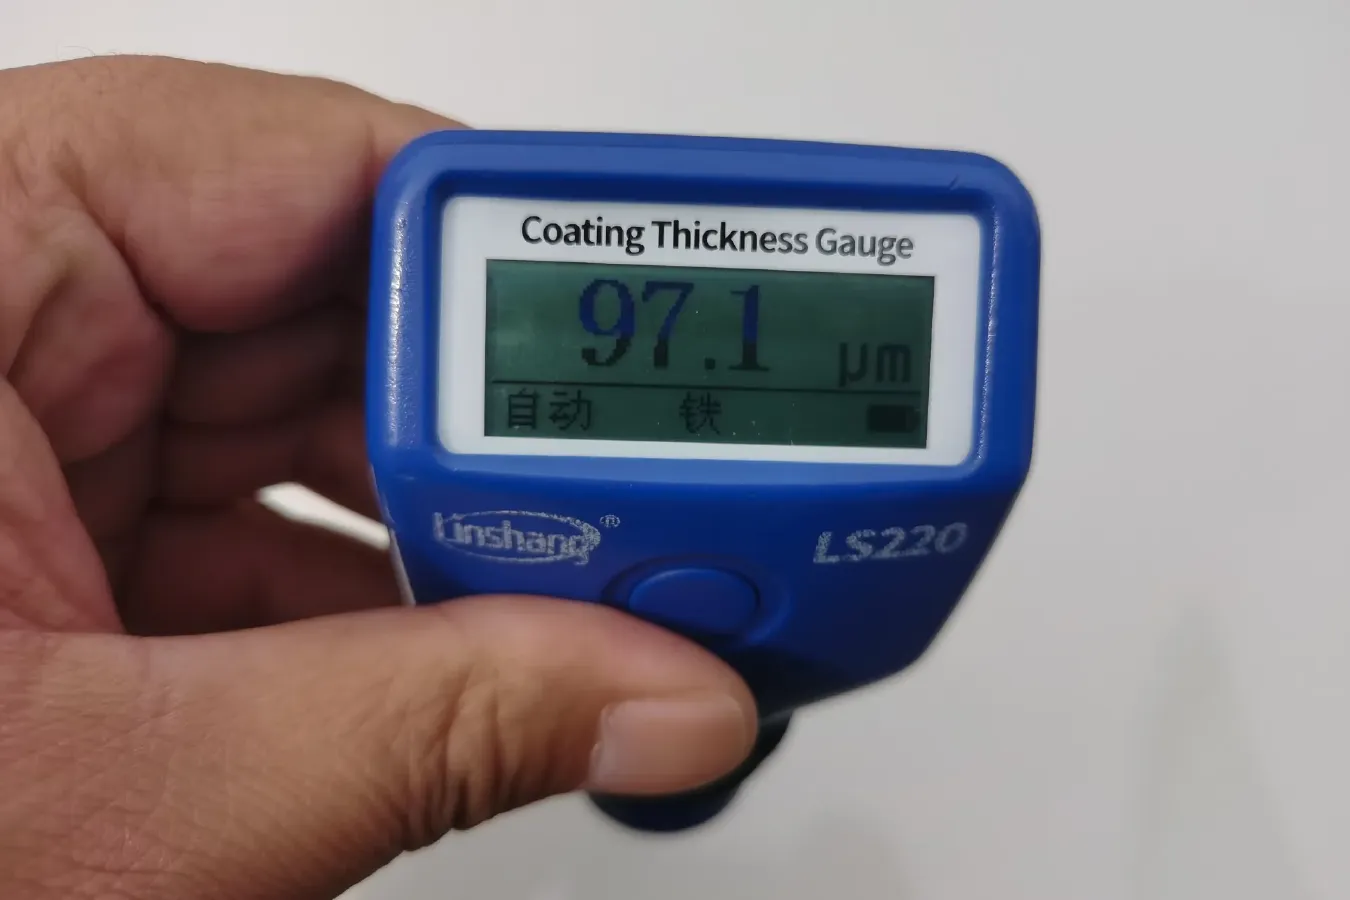 Coating Thickness Gauge
97.1 μm
自动 铁
Linshang®
LS220